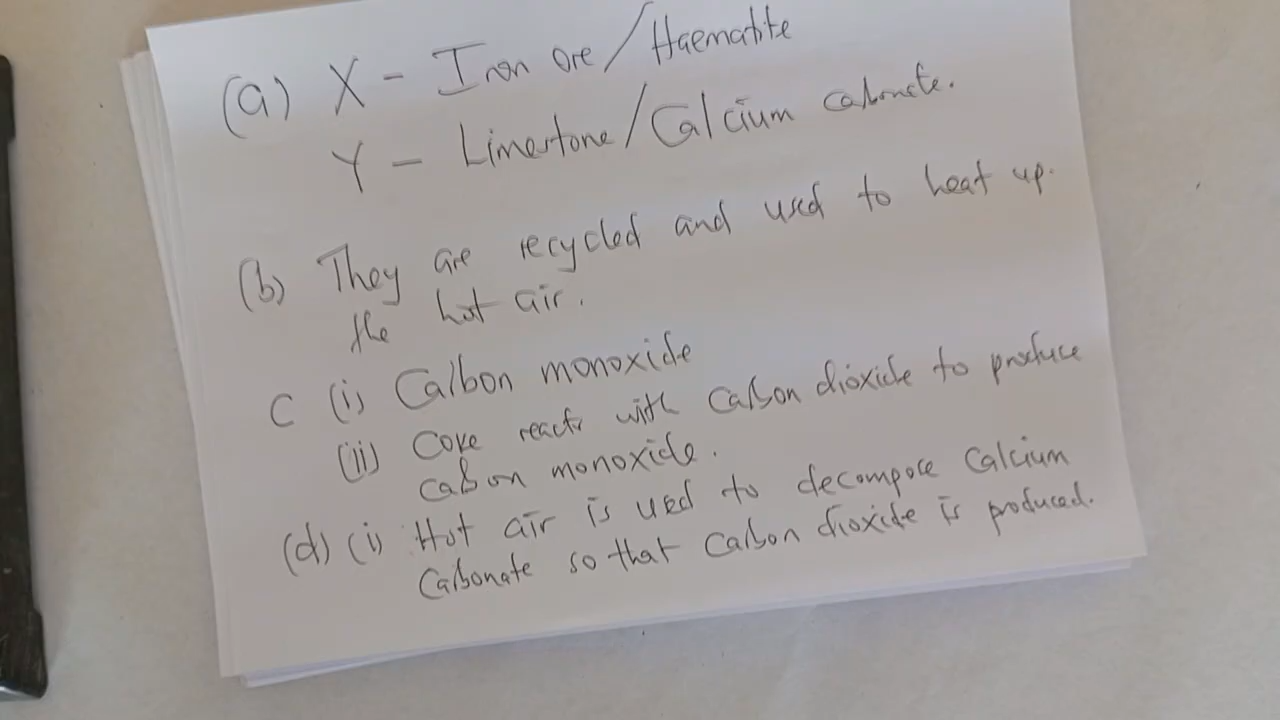 (a) X - Iron ore/Haematite
Y - Limestone/Calcium carbonate.
(b) They are recycled and used to heat up.
the hot air.
C (i) Carbon monoxide
(ii) Coke reacts with Carbon dioxide to produce
carbon monoxide.
(d) (i) Hot air is used to decompose Calcium
Carbonate so that Carbon dioxide is produced.